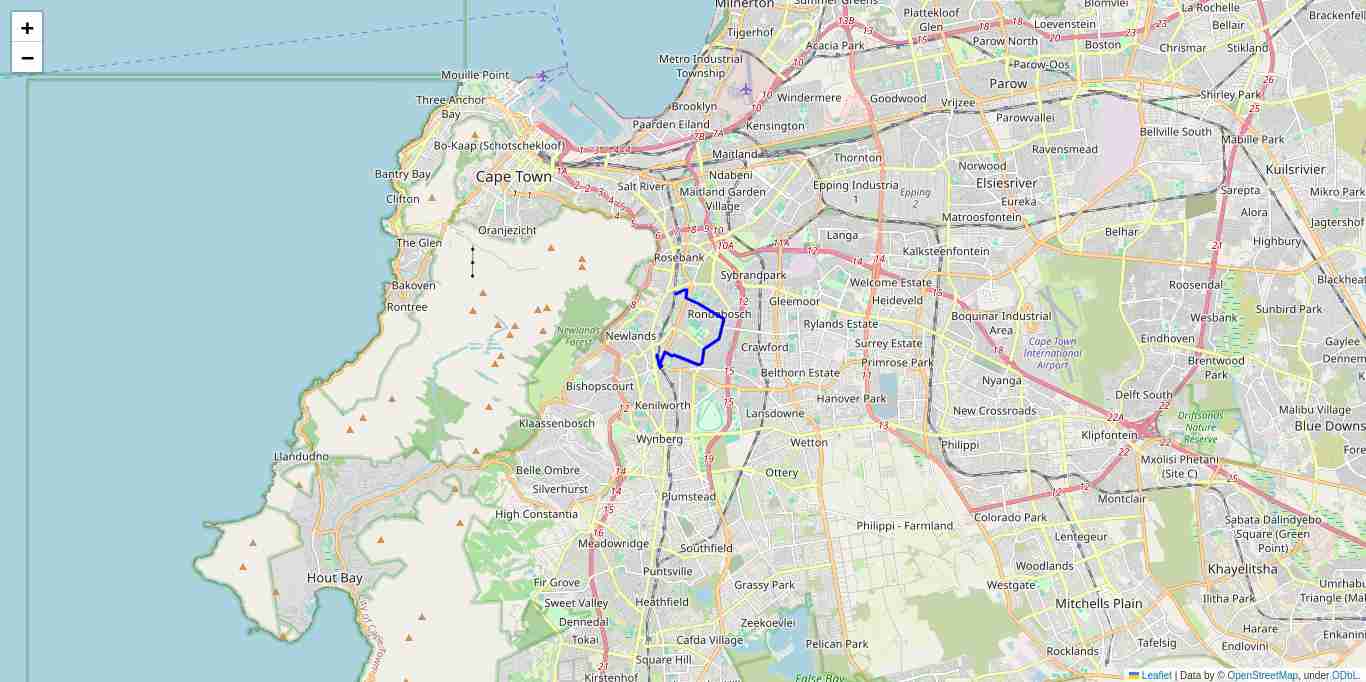 +
−
Milnerton
Tijgerhof
Metro Industrial
Township
Brooklyn
Paarden Eiland
Kensington
Windermere
Acacia Park
Summer Greens
Plattekloof
Glen
Loevenstein
Blomvlei
La Rochelle
Bellair
Brackenfell
Parow North
Boston
Chrismar
Stikland
Parow-Oos
Parow
Goodwood
Vrijzee
Shirley Park
Parowvallei
Bellville South
Mabille Park
Ravensmead
Kuilsrivier
Mouille Point
Three Anchor
Bay
Bo-Kaap (Schotschekloof)
Bantry Bay
Clifton
Cape Town
Salt River
Maitland
Ndabeni
Maitland Garden
Village
Thornton
Epping Industria
1
Epping
2
Norwood
Elsiesriver
Eureka
Matroosfontein
Sarepta
Mikro Park
Alora
Jagtershof
Belhar
Highbury
Oranjezicht
The Glen
Bakoven
Rontree
Rosebank
Langa
Kalksteenfontein
Sybrandpark
Welcome Estate
Heideveld
Gleemoor
Roosendal
Blackheath
Sunbird Park
Rondebosch
Newlands
Forest
Newlands
Rylands Estate
Boquinar Industrial
Area
Wesbank
Crawford
Surrey Estate
Primrose Park
Cape Town
International
Airport
Eindhoven
Gaylee
Brentwood
Park
Bishopscourt
Belthorn Estate
Nyanga
Hanover Park
Delft South
Kenilworth
Lansdowne
New Crossroads
Malibu Village
Blue Downs
Klaassenbosch
Wynberg
Wetton
Philippi
Klipfontein
Driftsands
Nature
Reserve
Llandudno
Belle Ombre
Ottery
Mxolisi Phetani
(Site C)
Silverhurst
Plumstead
Montclair
High Constantia
Colorado Park
Philippi - Farmland
Sabata Dalindyebo
Square (Green
Point)
Meadowridge
Southfield
Lentegeur
Hout Bay
Puntsville
Woodlands
Khayelitsha
Fir Grove
Grassy Park
Westgate
Sweet Valley
Heathfield
Mitchells Plain
Ilitha Park
Dennedal
Zeekoevlei
Harare
Tokai
Cafda Village
Pelican Park
Tafelsig
Endlovini
Square Hill
Rocklands
Kirstenhof
False Bay
Leaflet | Data by © OpenStreetMap, under ODbL.